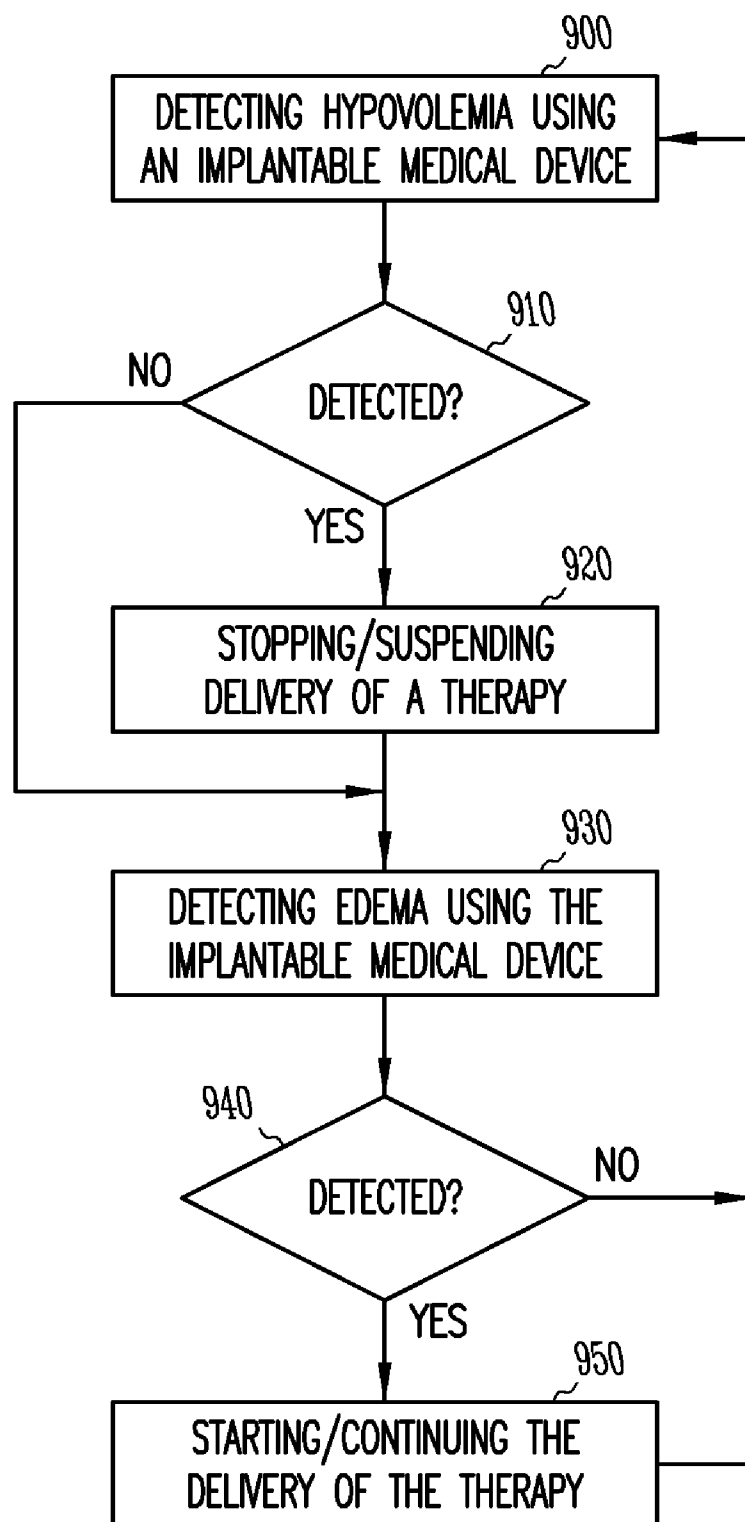 900
DETECTING HYPOVOLEMIA USING
AN IMPLANTABLE MEDICAL DEVICE
910
NO
DETECTED?
YES
920
STOPPING/SUSPENDING
DELIVERY OF A THERAPY
930
DETECTING EDEMA USING THE
IMPLANTABLE MEDICAL DEVICE
940
NO
DETECTED?
YES
950
STARTING/CONTINUING THE
DELIVERY OF THE THERAPY